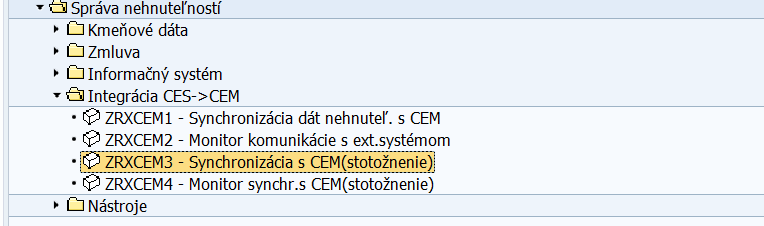 Správa nehnuteľností
Kmeňové dáta
Zmluva
Informačný systém
Integrácia CES->CEM
ZRXCEM1 - Synchronizácia dát nehnuteľ. s CEM
ZRXCEM2 - Monitor komunikácie s ext.systémom
ZRXCEM3 - Synchronizácia s CEM(stotožnenie)
ZRXCEM4 - Monitor synchr.s CEM(stotožnenie)
Nástroje